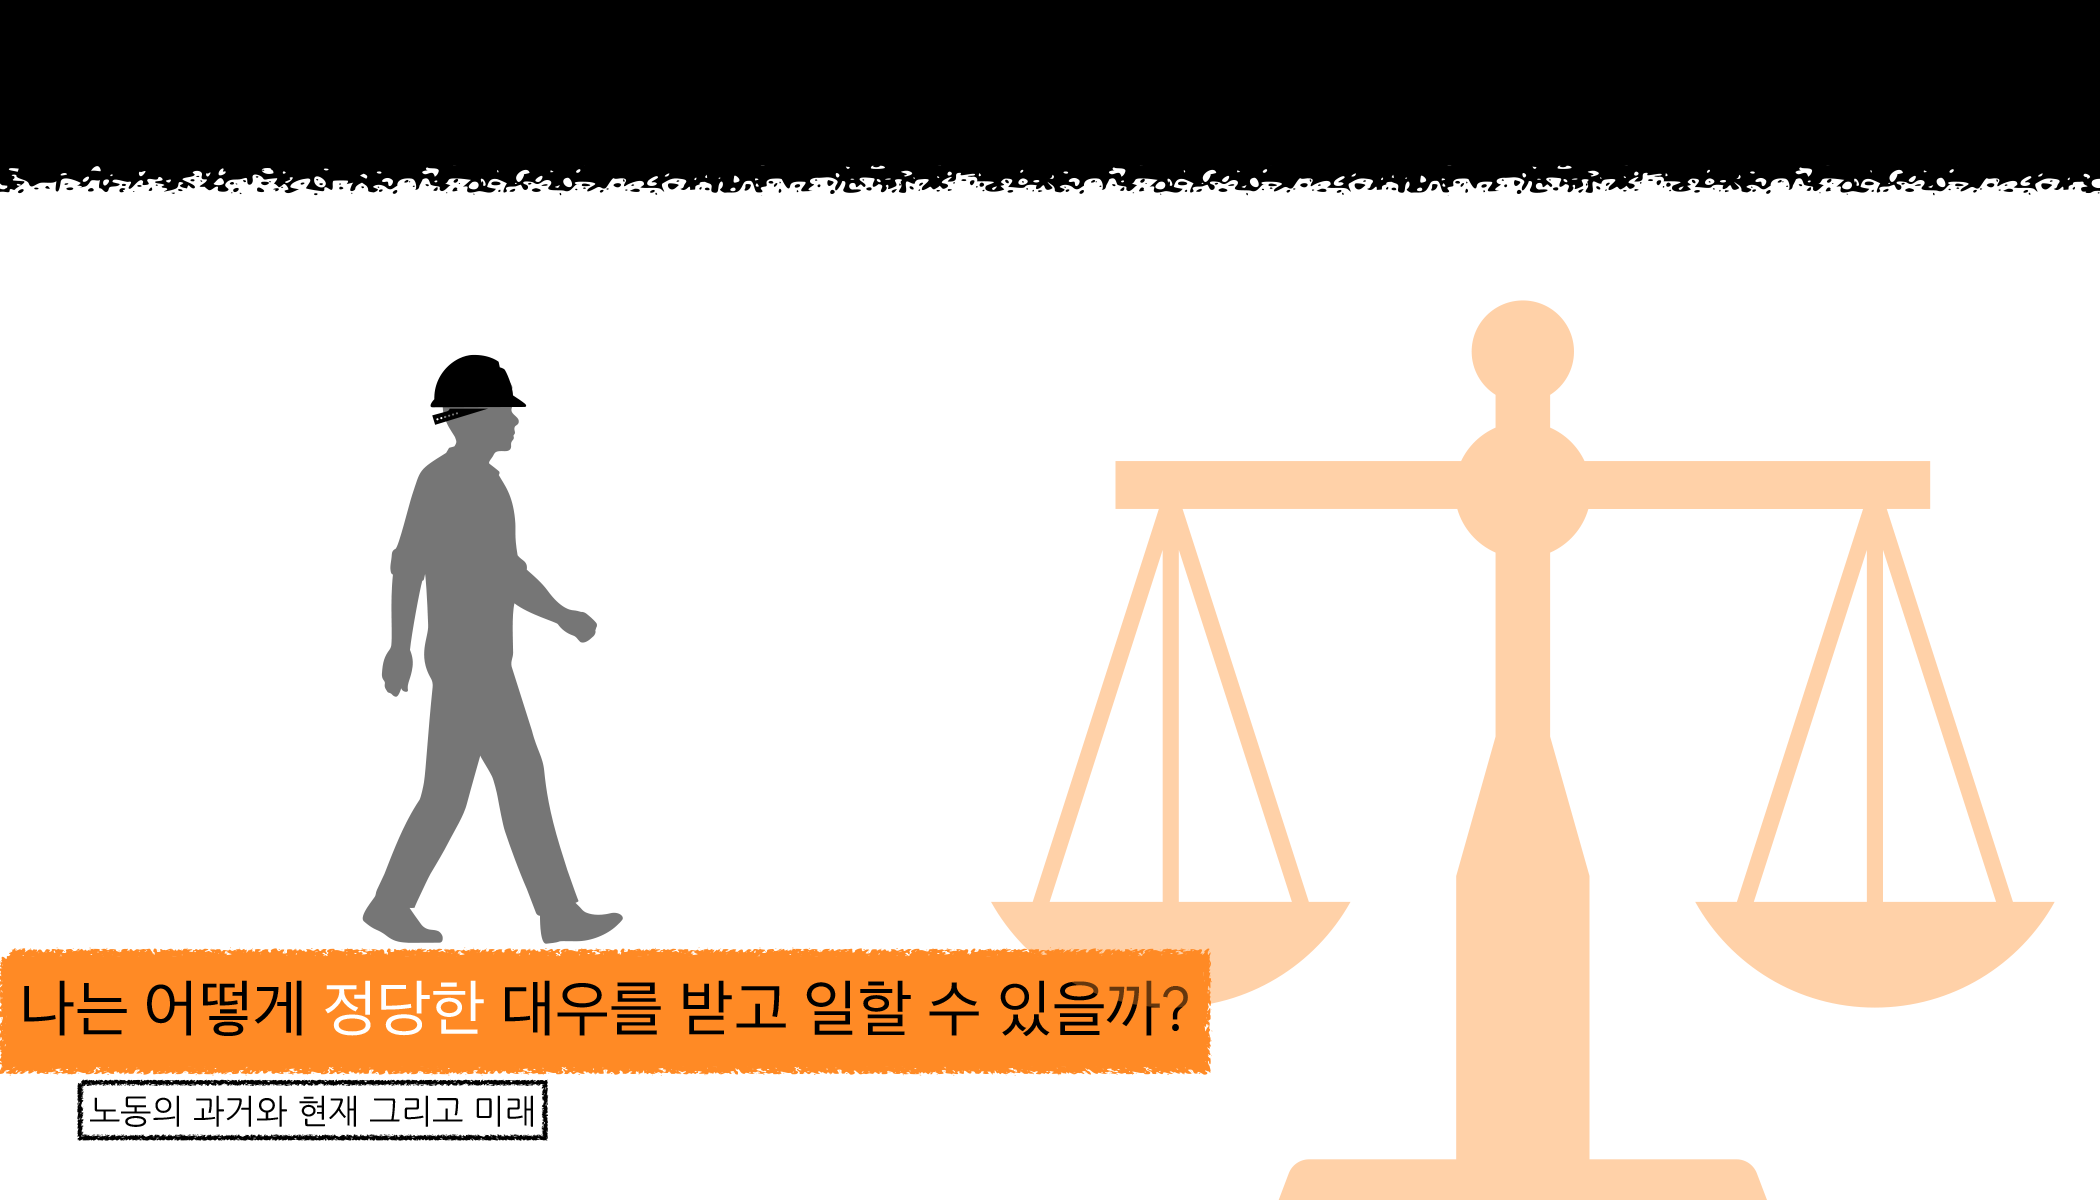 나는 어떻게 정당한 대우를 받고 일할 수 있을까?
노동의 과거와 현재 그리고 미래